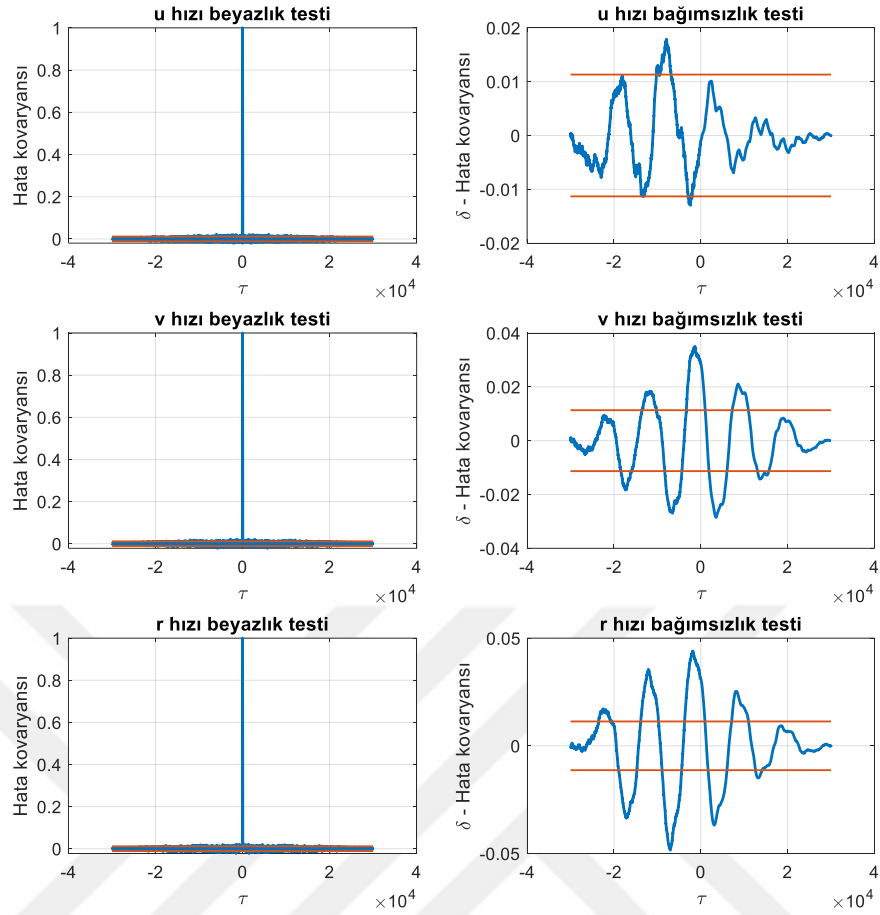 u hızı beyazlık testi
Hata kovaryansı
1
0.8
0.6
0.4
0.2
0
-4 -2 0 2 4
τ ×10^4
u hızı bağımsızlık testi
δ - Hata kovaryansı
0.02
0.01
0
-0.01
-0.02
-4 -2 0 2 4
τ ×10^4
v hızı beyazlık testi
Hata kovaryansı
1
0.8
0.6
0.4
0.2
0
-4 -2 0 2 4
τ ×10^4
v hızı bağımsızlık testi
δ - Hata kovaryansı
0.04
0.02
0
-0.02
-0.04
-4 -2 0 2 4
τ ×10^4
r hızı beyazlık testi
Hata kovaryansı
1
0.8
0.6
0.4
0.2
0
-4 -2 0 2 4
τ ×10^4
r hızı bağımsızlık testi
δ - Hata kovaryansı
0.05
0
-0.05
-4 -2 0 2 4
τ ×10^4